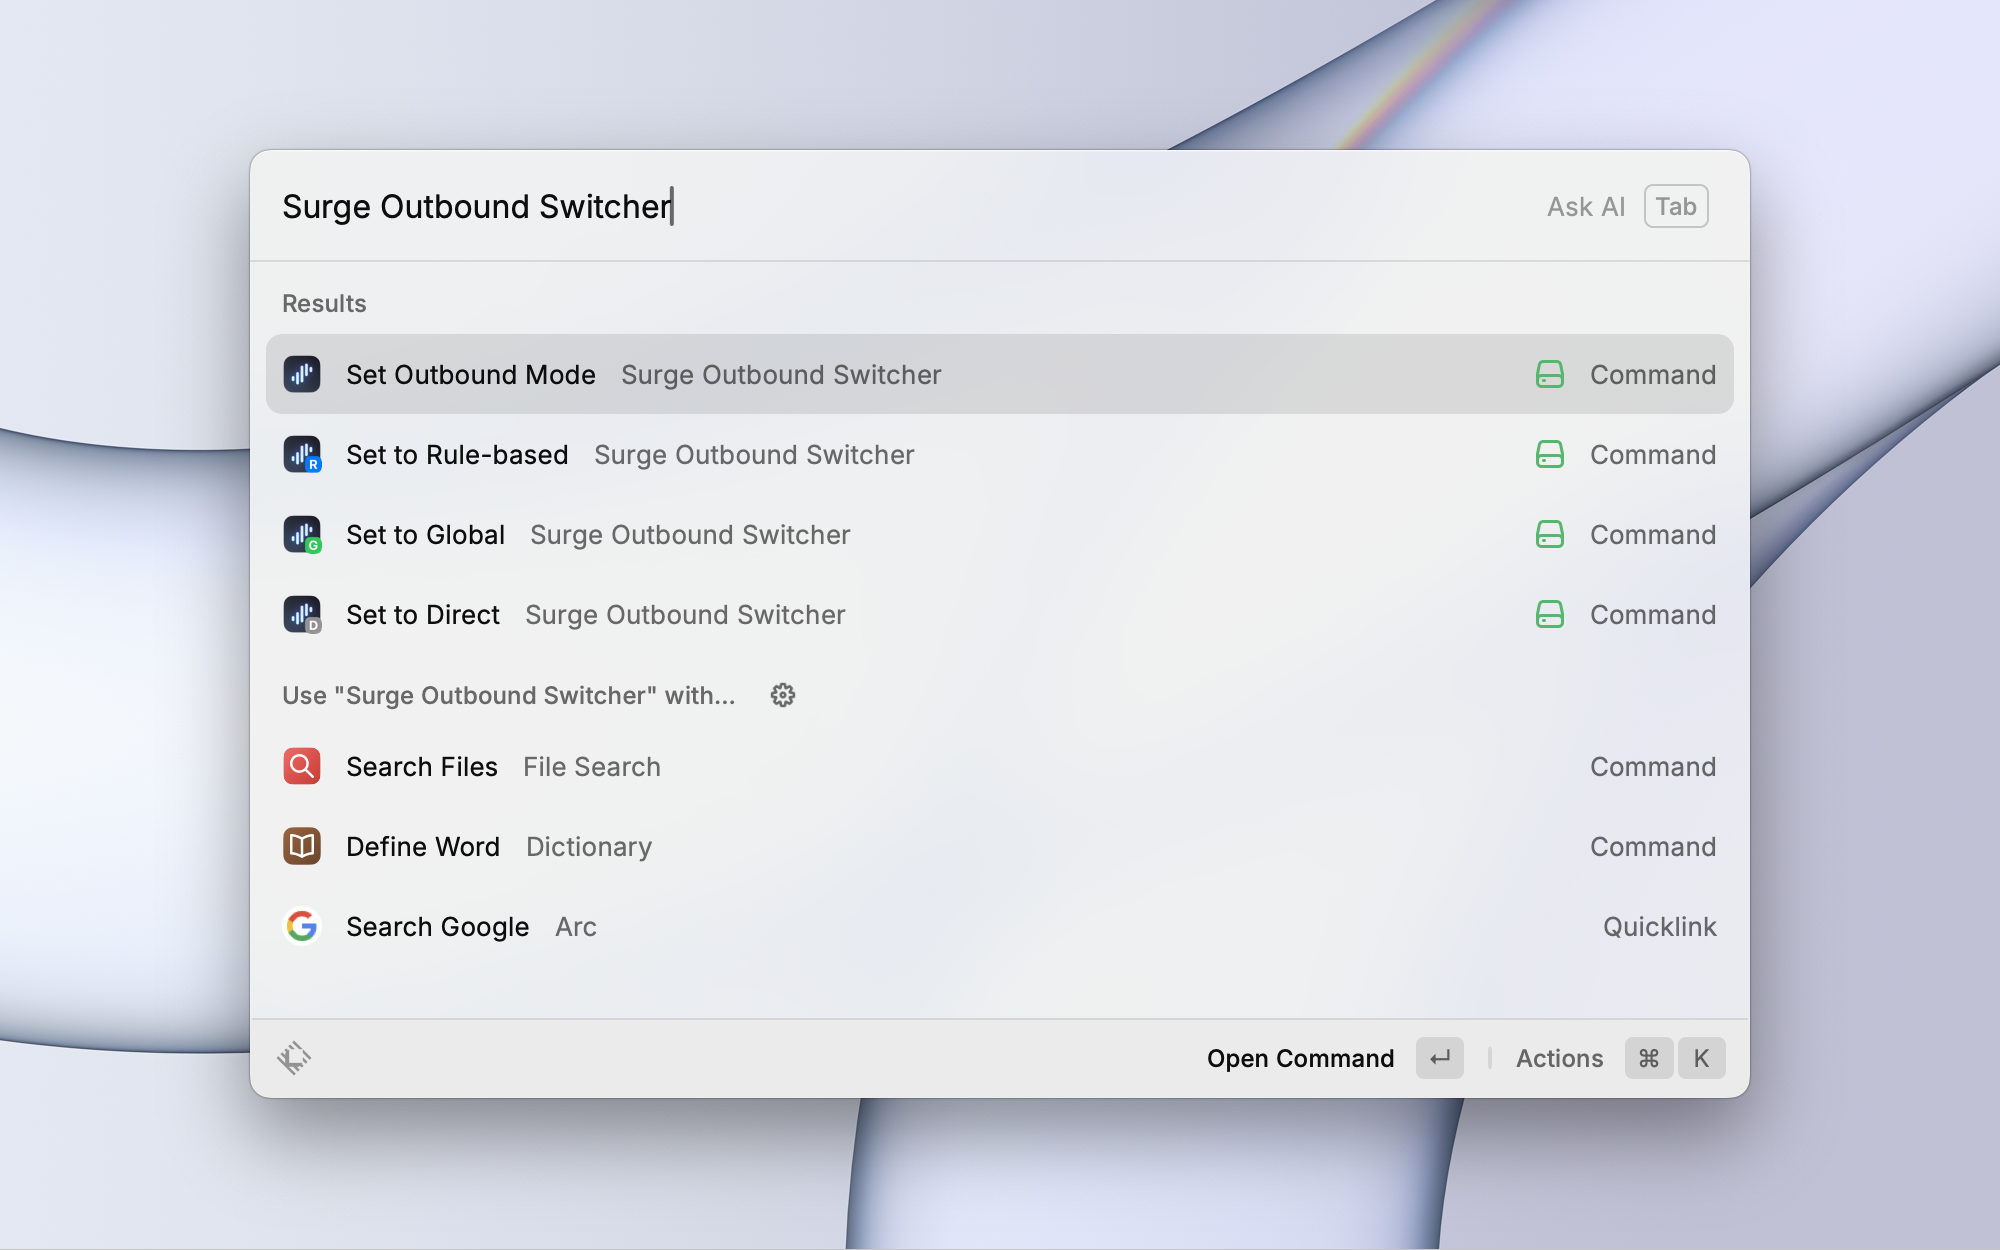 Surge Outbound Switcher Ask AI Tab
Results
Set Outbound Mode Surge Outbound Switcher Command
R Set to Rule-based Surge Outbound Switcher Command
G Set to Global Surge Outbound Switcher Command
D Set to Direct Surge Outbound Switcher Command
Use "Surge Outbound Switcher" with...
Search Files File Search Command
Define Word Dictionary Command
G Search Google Arc Quicklink
Open Command ↵ Actions ⌘ K